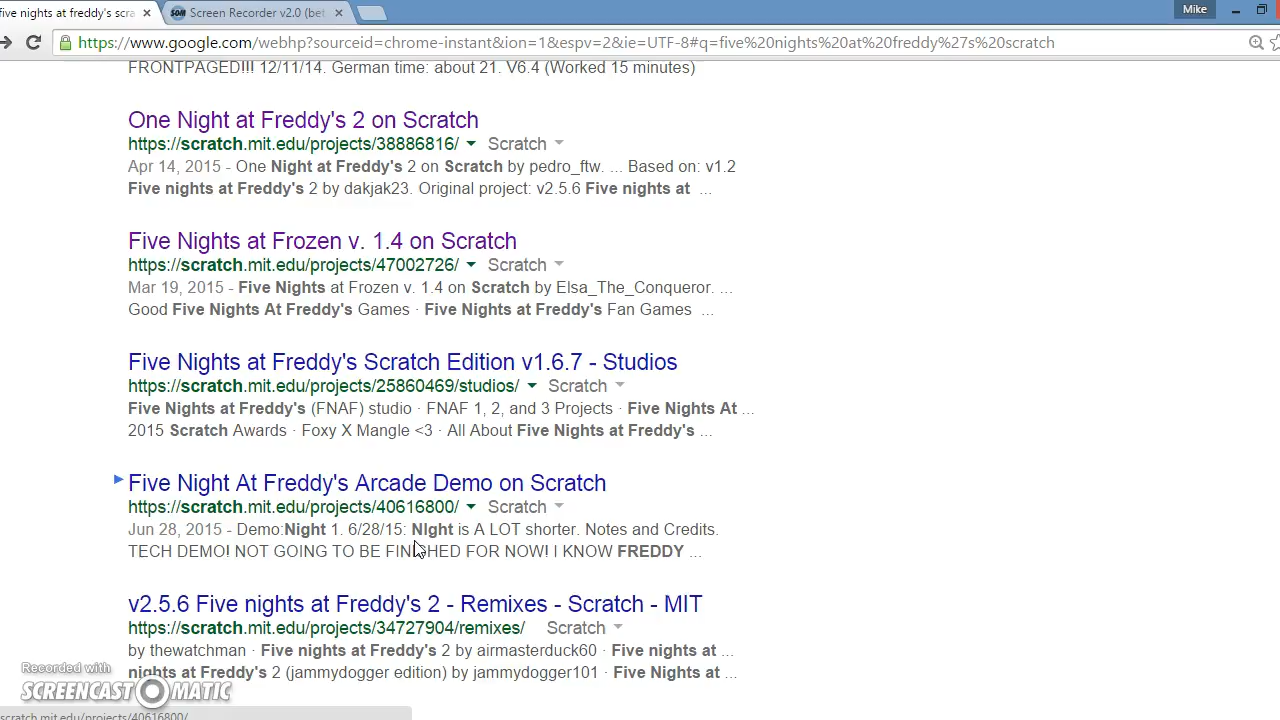 five nights at freddy's scra
Screen Recorder v2.0 (bet
Mike
https://www.google.com/webhp?sourceid=chrome-instant&ion=1&espv=2&ie=UTF-8#q=five%20nights%20at%20freddy%27s%20scratch
FRONTPAGED!!! 12/11/14. German time: about 21. V6.4 (Worked 15 minutes)
One Night at Freddy's 2 on Scratch
https://scratch.mit.edu/projects/38886816/ Scratch
Apr 14, 2015 - One Night at Freddy's 2 on Scratch by pedro_ftw. ... Based on: v1.2
Five nights at Freddy's 2 by dakjak23. Original project: v2.5.6 Five nights at ...
Five Nights at Frozen v. 1.4 on Scratch
https://scratch.mit.edu/projects/47002726/ Scratch
Mar 19, 2015 - Five Nights at Frozen v. 1.4 on Scratch by Elsa_The_Conqueror. ...
Good Five Nights At Freddy's Games · Five Nights at Freddy's Fan Games ...
Five Nights at Freddy's Scratch Edition v1.6.7 - Studios
https://scratch.mit.edu/projects/25860469/studios/ Scratch
Five Nights at Freddy's (FNAF) studio · FNAF 1, 2, and 3 Projects · Five Nights At ...
2015 Scratch Awards · Foxy X Mangle <3 · All About Five Nights at Freddy's ...
Five Night At Freddy's Arcade Demo on Scratch
https://scratch.mit.edu/projects/40616800/ Scratch
Jun 28, 2015 - Demo:Night 1. 6/28/15: NIght is A LOT shorter. Notes and Credits.
TECH DEMO! NOT GOING TO BE FINISHED FOR NOW! I KNOW FREDDY ...
v2.5.6 Five nights at Freddy's 2 - Remixes - Scratch - MIT
https://scratch.mit.edu/projects/34727904/remixes/ Scratch
by thewatchman · Five nights at Freddy's 2 by airmasterduck60 · Five nights at ...
nights at Freddy's 2 (jammydogger edition) by jammydogger101 · Five Nights at ...
Recorded with
SCREENCAST MATIC
scratch.mit.edu/projects/40616800/